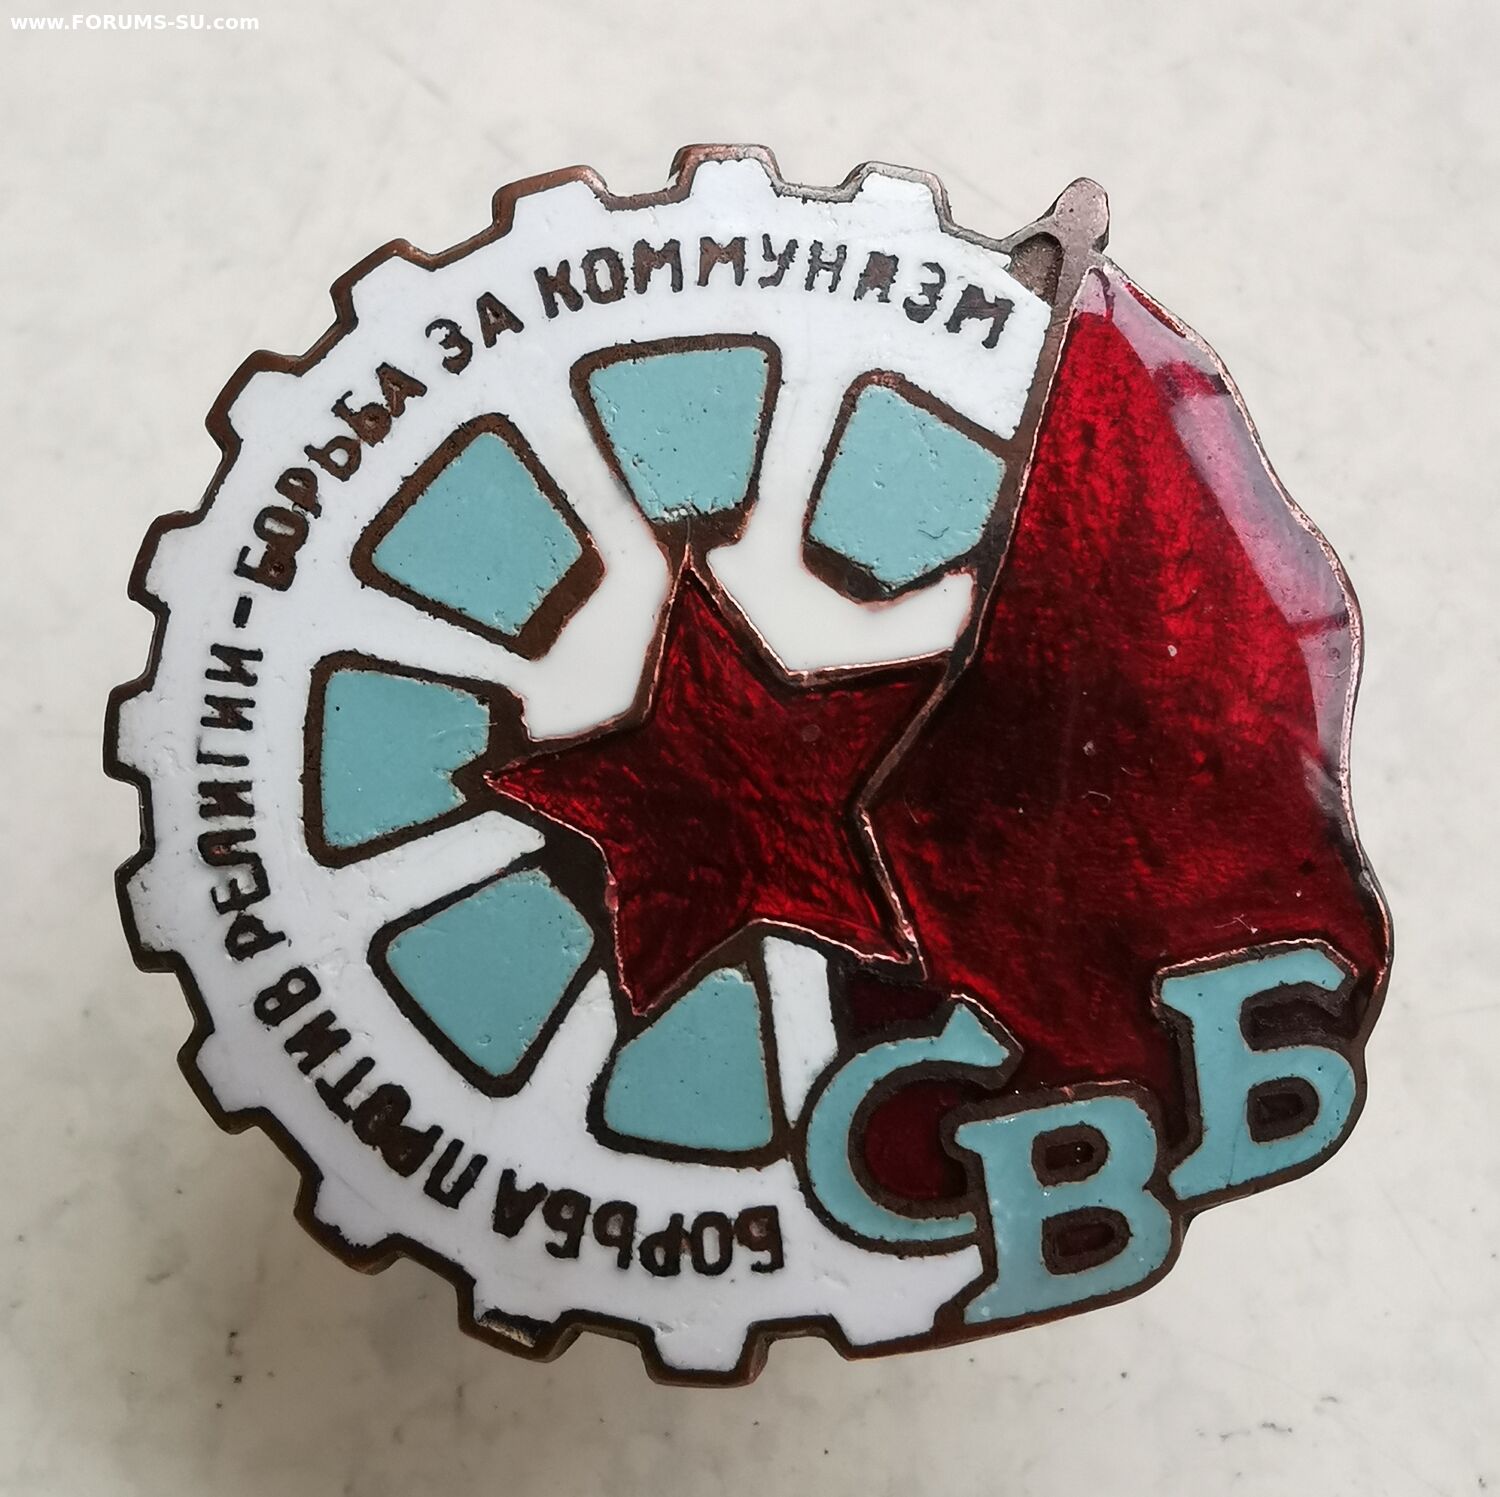 www.FORUMS-SU.com
БОРЬБА ПРОТИВ РЕЛИГИИ - БОРЬБА ЗА КОММУНИЗМ
СВБ